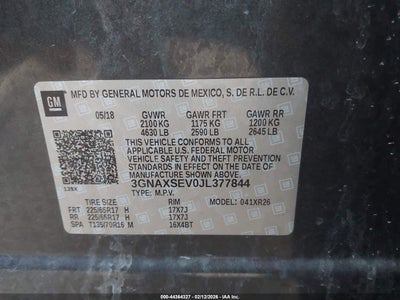 GM
MFD BY GENERAL MOTORS DE MEXICO, S. DE R.L. DE C.V.
05/18 GVWR GAWR FRT GAWR RR
2100 KG 1175 KG 1200 KG
4630 LB 2590 LB 2645 LB
THIS VEHICLE CONFORMS TO ALL APPLICABLE
U.S. FEDERAL MOTOR
VEHICLE SAFETY, BUMPER, AND THEFT PREVENTION
STANDARDS IN EFFECT ON THE DATE OF
MANUFACTURE SHOWN ABOVE.
3GNAXSEV0JL377844
TYPE: M.P.V.
TIRE SIZE RIM MODEL: 041XR26
FRT 225/65R17 H 17X7J
RR 225/65R17 H 17X7J
SPA T135/70R16 M 16X4BT
© 44364327 - 02/12/2026 - IAA Holdings, LLC